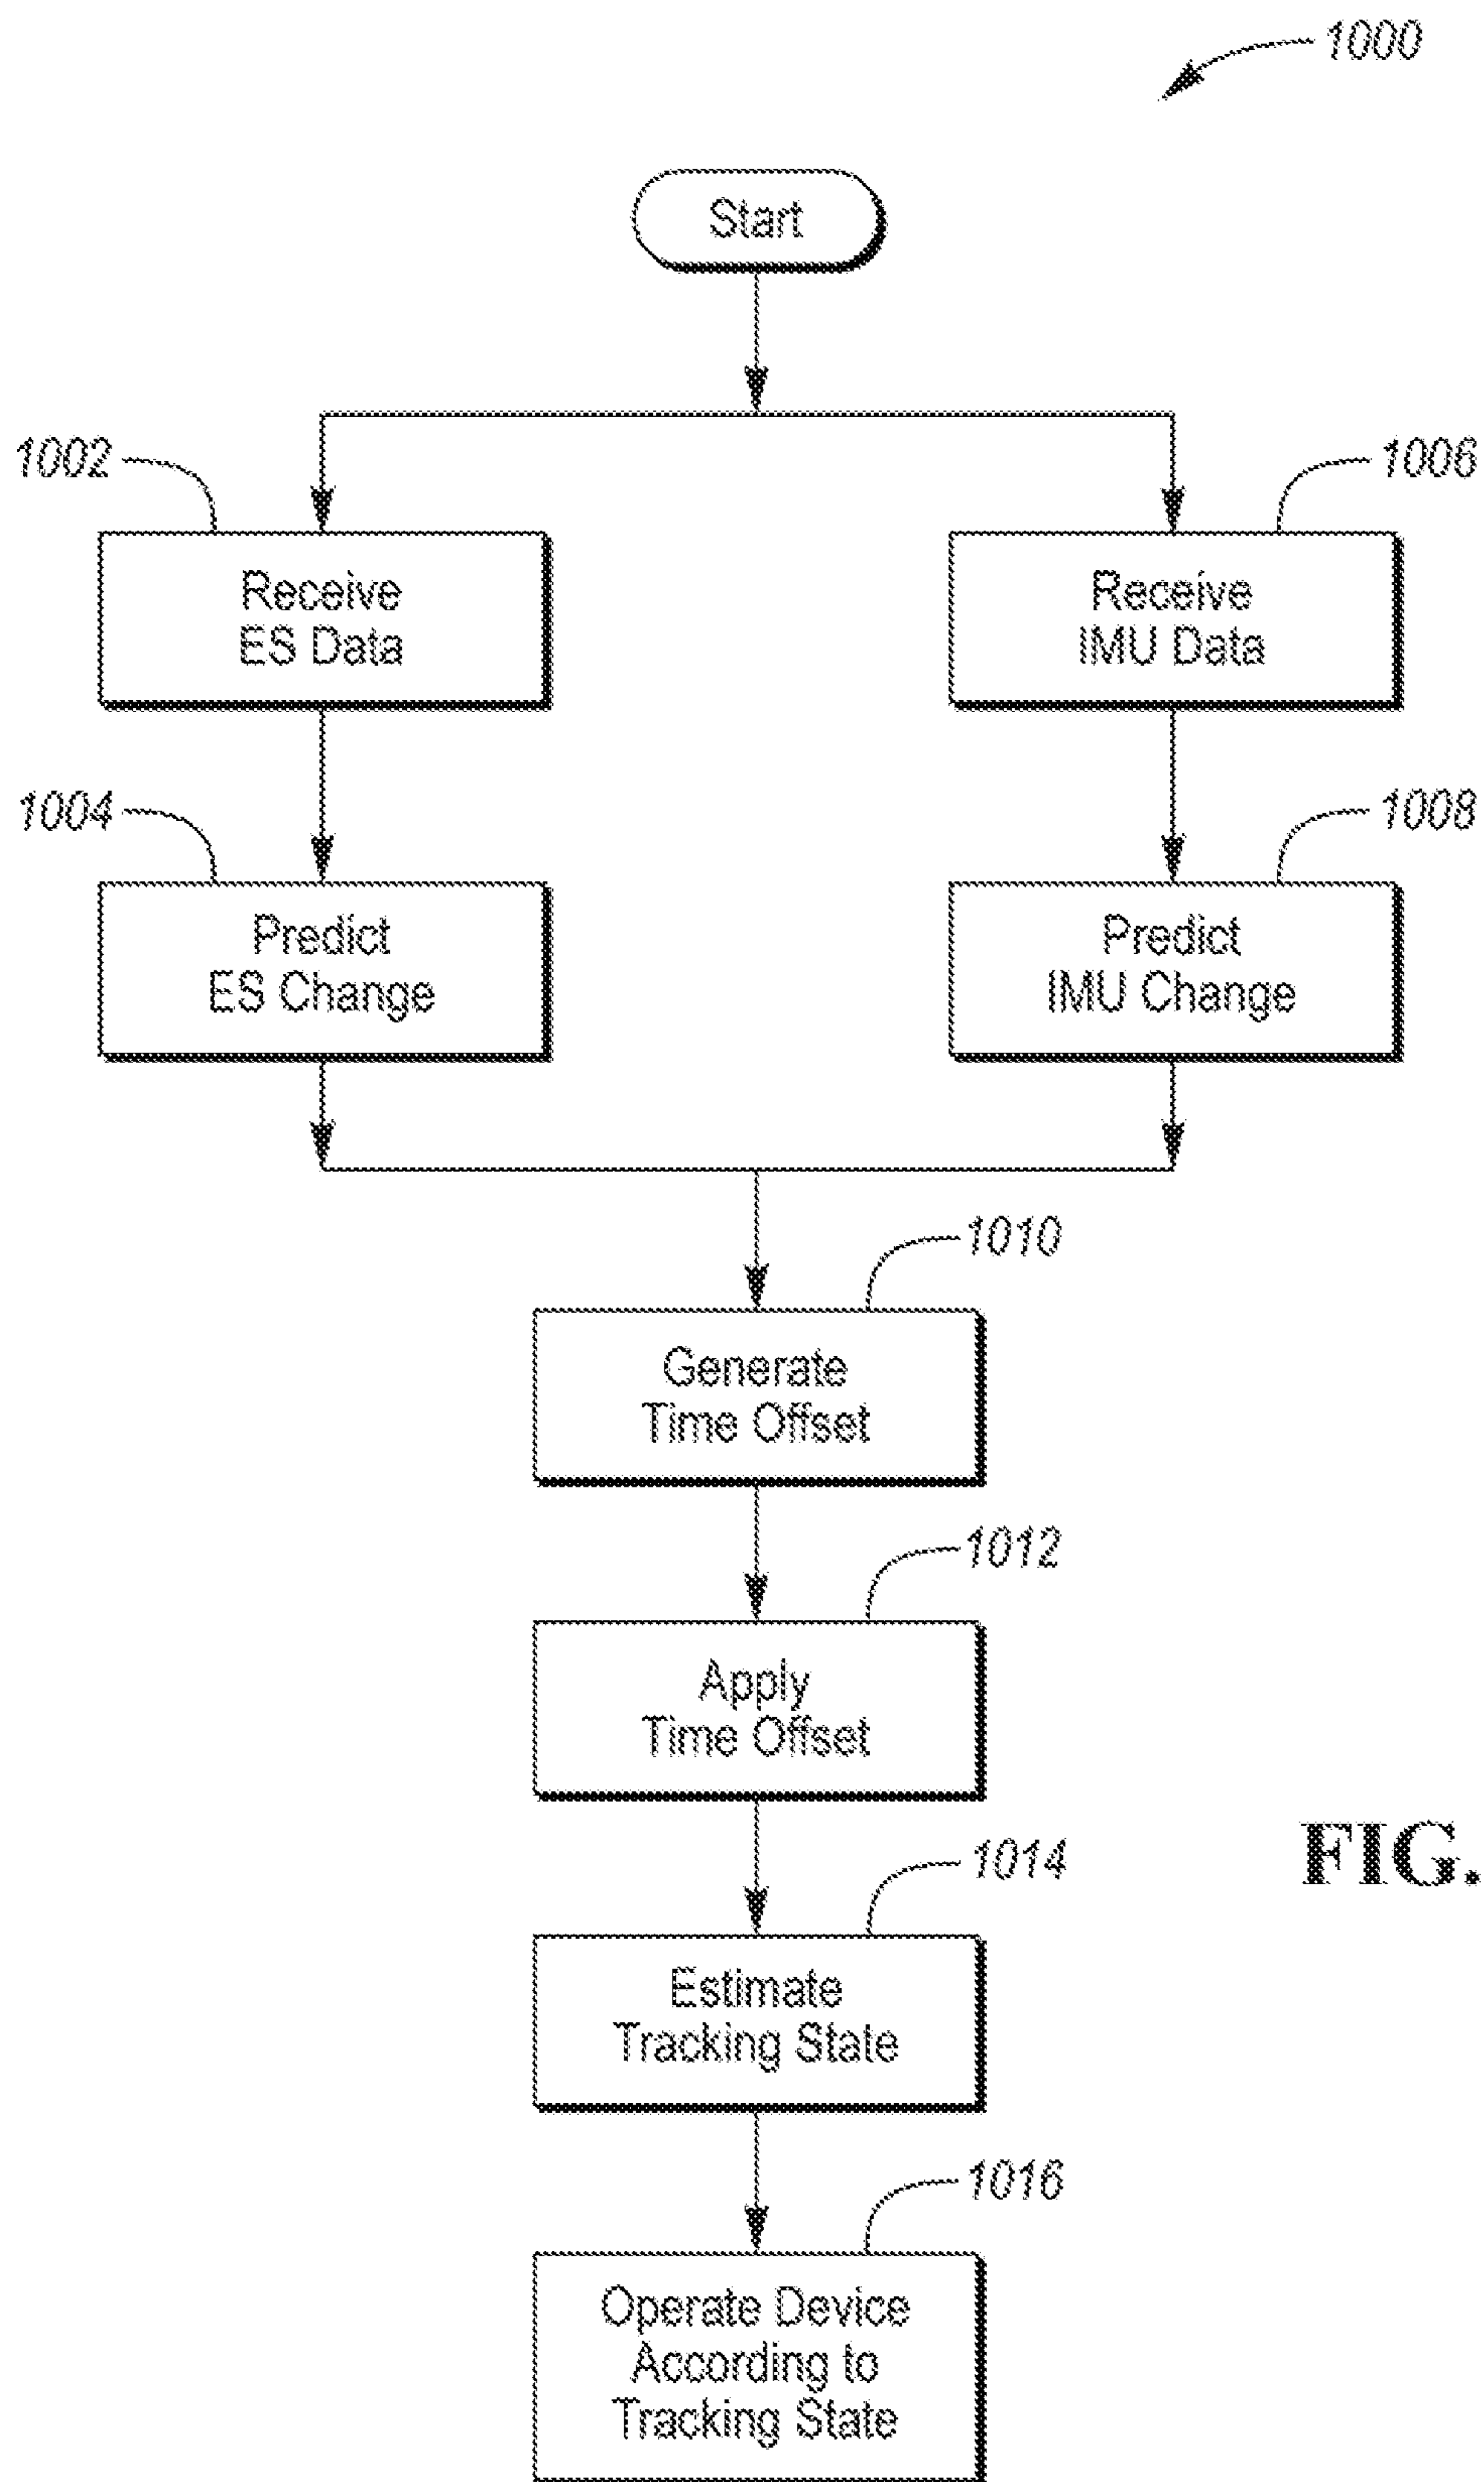 1000
Start
1002
1006
Receive
ES Data
Receive
IMU Data
1004
1008
Predict
ES Change
Predict
IMU Change
1010
Generate
Time Offset
1012
Apply
Time Offset
1014
FIG.
Estimate
Tracking State
1016
Operate Device
According to
Tracking State